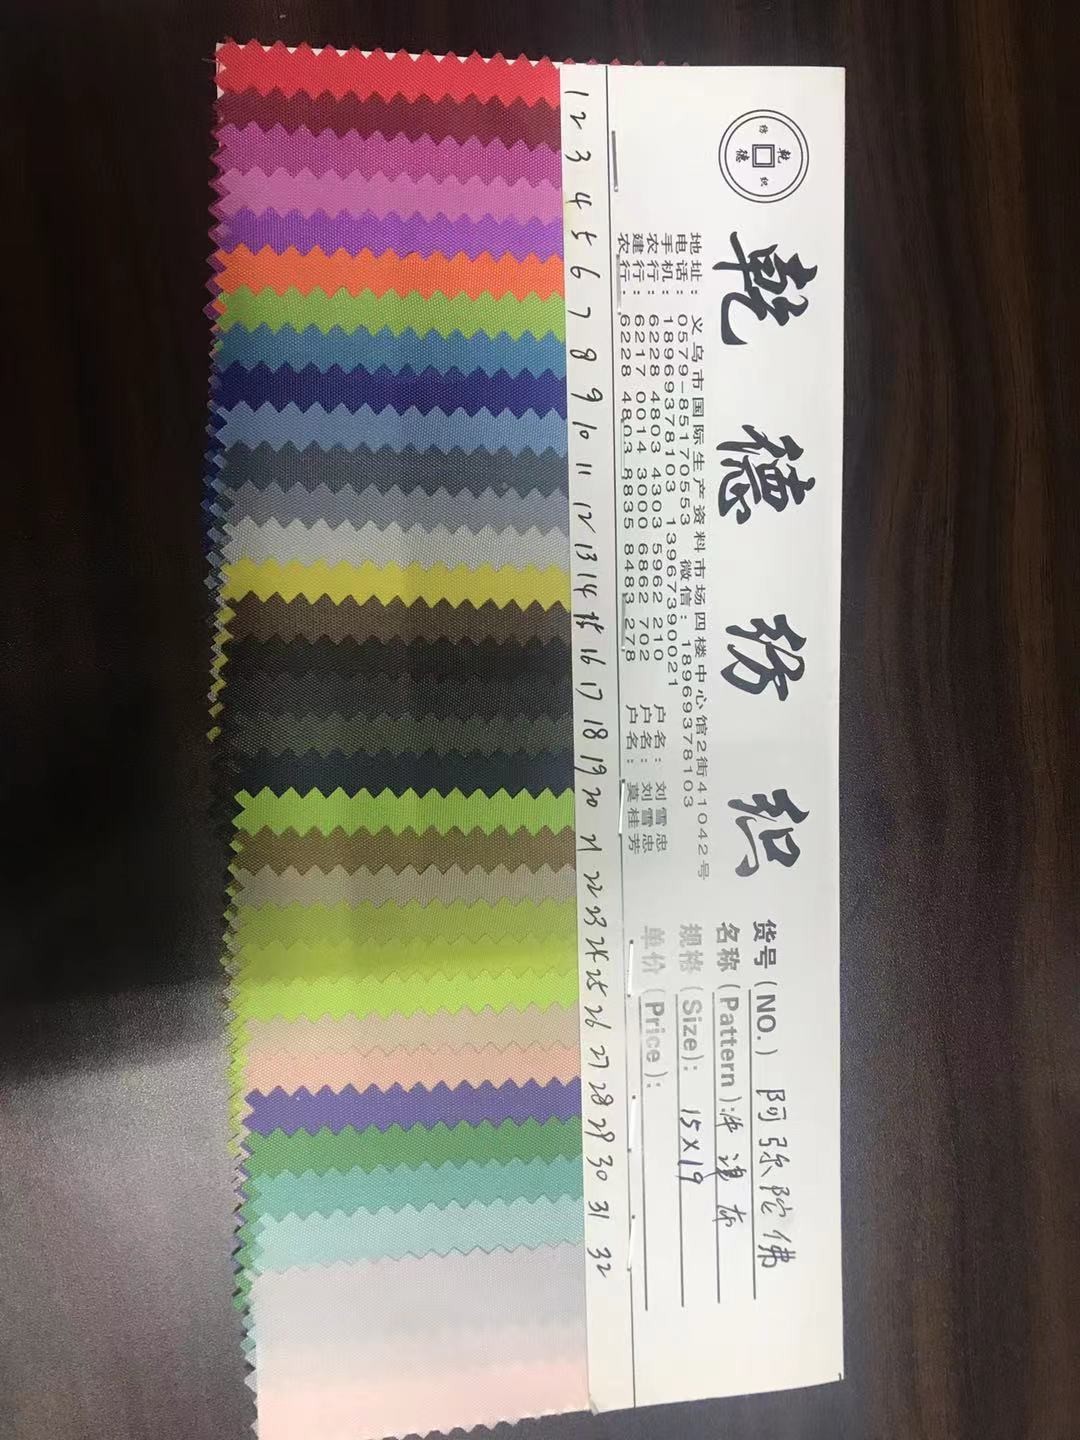 乾德纺织
乾德纺织
地址：义乌市国际生产资料市场四楼中心馆2街41042号
电话：0579-85170553 微信：18969378103
手机：18969378103 13967390021
农行：6228 4803 4303 5962 210 户名：刘雪忠
建行：6217 0014 3000 6862 702 户名：刘雪忠
农行：6228 4803 8835 8483 278 户名：莫桂芳
货号(NO.) 阿弥陀佛
名称(Pattern): 布
规格(Size): 15×19
单价(Price):
1
2
3
4
5
6
7
8
9
10
11
12
13
14
15
16
17
18
19
20
21
22
23
24
25
26
27
28
29
30
31
32